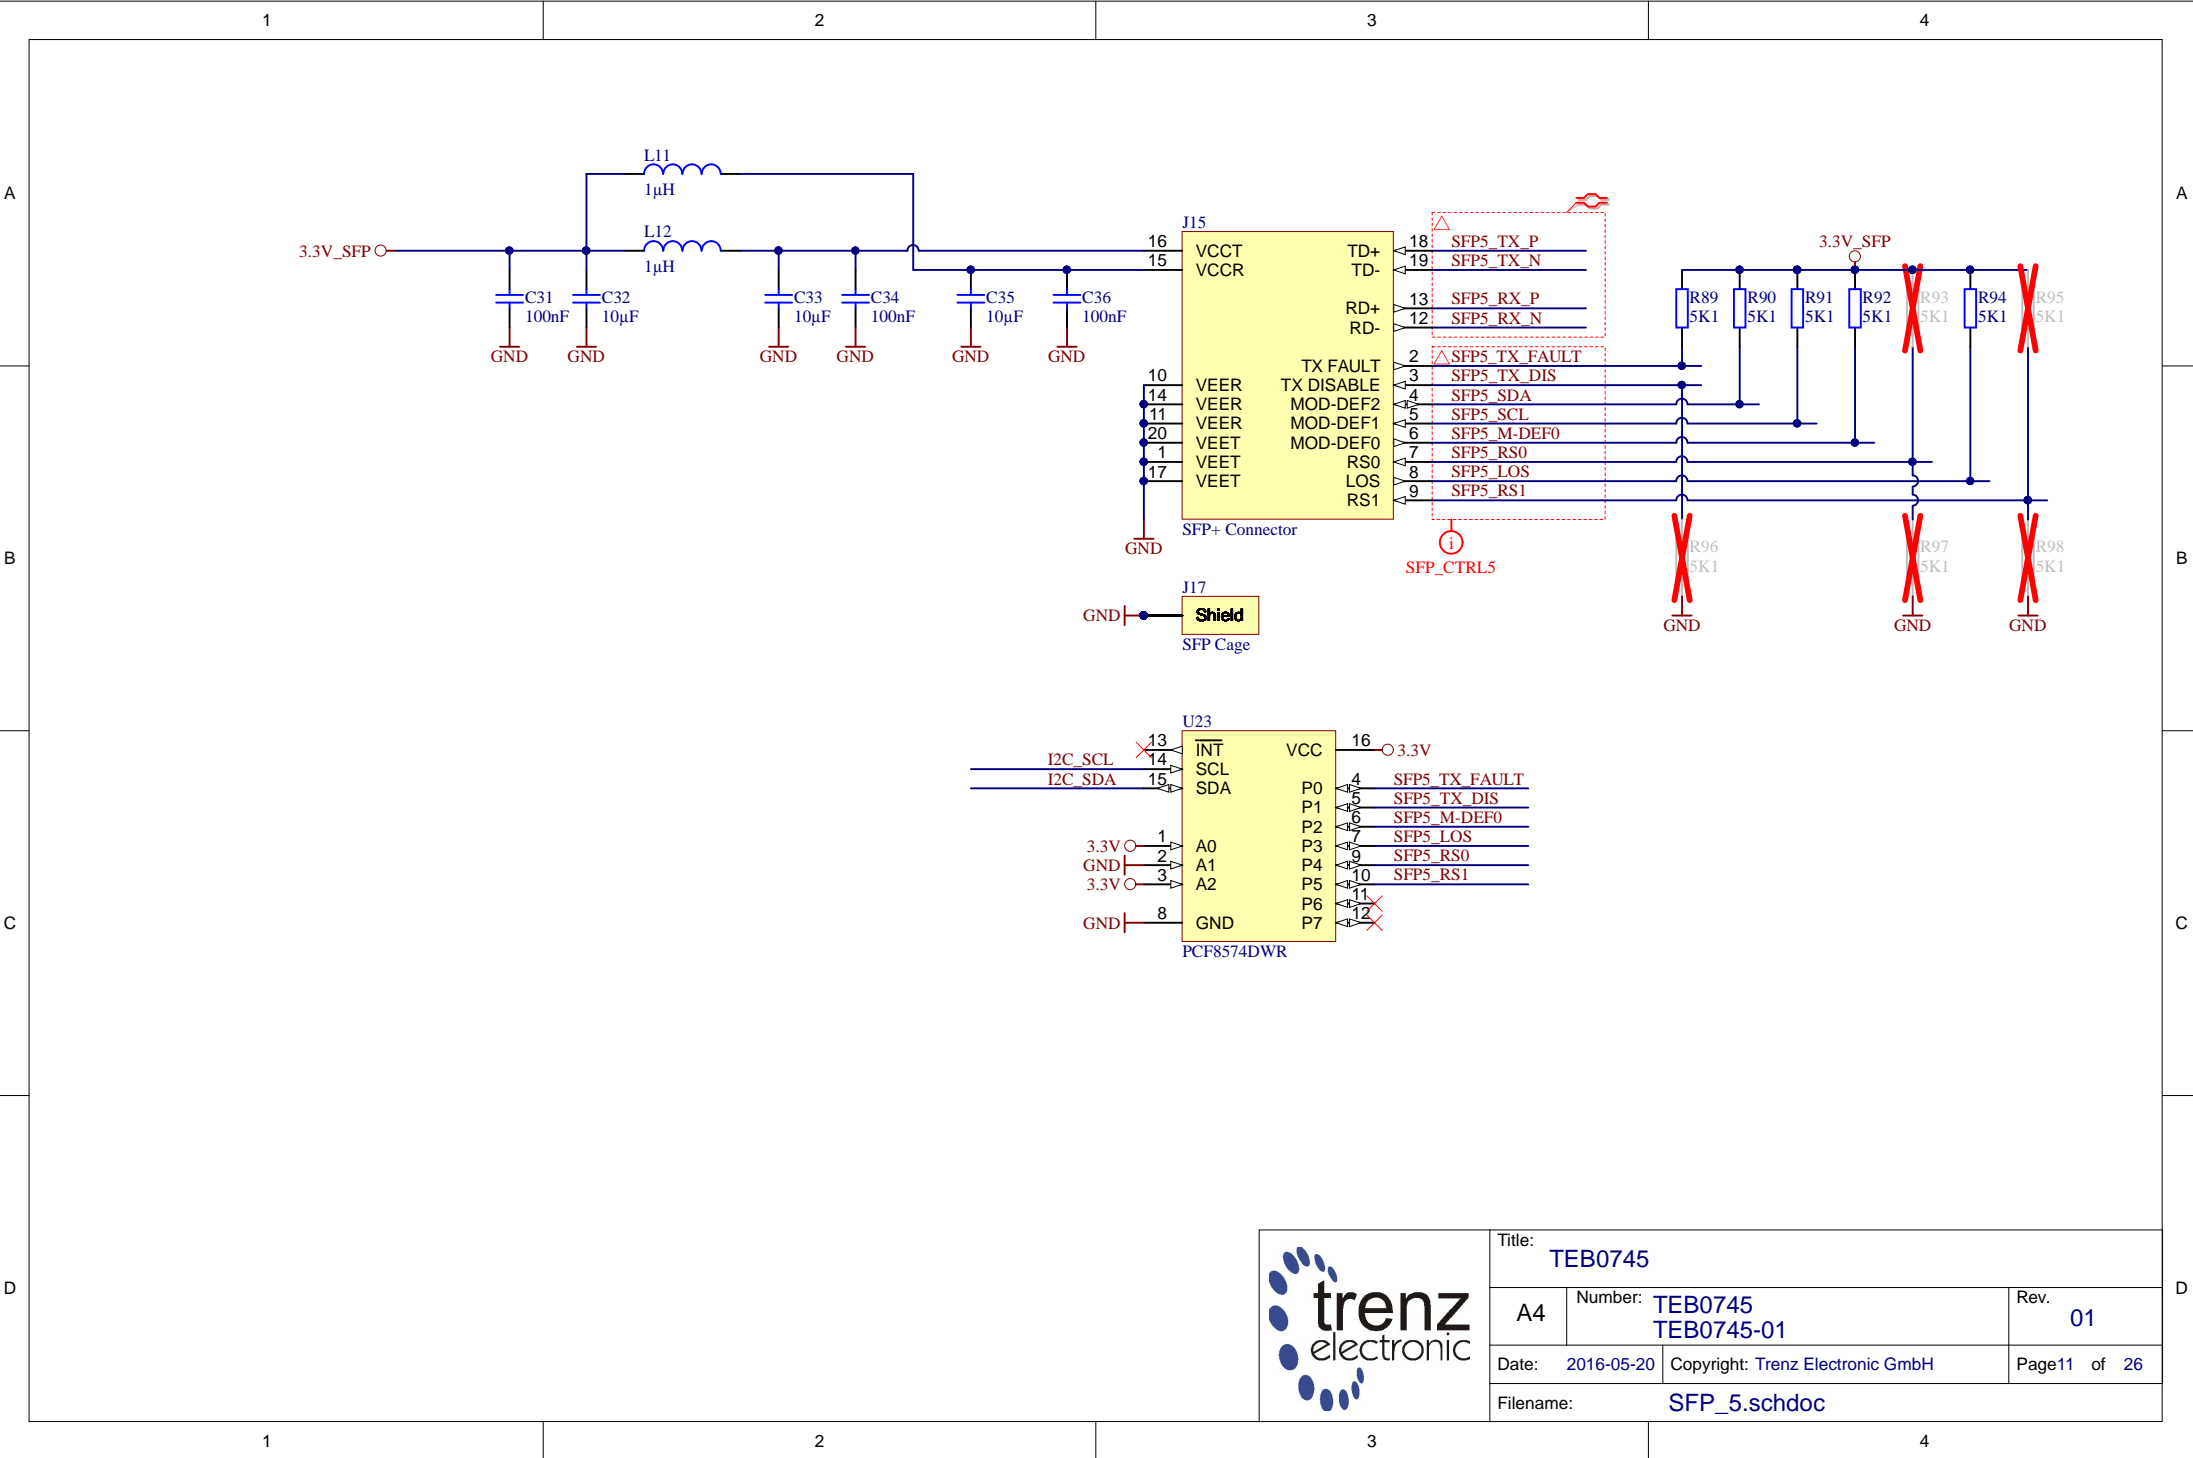 1 2 3 4
A A
L11
1µH
L12
1µH
3.3V_SFP
C31
100nF
C32
10µF
C33
10µF
C34
100nF
C35
10µF
C36
100nF
GND GND GND GND GND GND
J15
16 VCCT
15 VCCR
10 VEER
14 VEER
11 VEER
20 VEET
1 VEET
17 VEET
GND
TD+ 18 SFP5_TX_P
TD- 19 SFP5_TX_N
RD+ 13 SFP5_RX_P
RD- 12 SFP5_RX_N
TX FAULT 2 SFP5_TX_FAULT
TX DISABLE 3 SFP5_TX_DIS
MOD-DEF2 4 SFP5_SDA
MOD-DEF1 5 SFP5_SCL
MOD-DEF0 6 SFP5_M-DEF0
RS0 7 SFP5_RS0
LOS 8 SFP5_LOS
RS1 9 SFP5_RS1
SFP+ Connector
i
SFP_CTRL5
3.3V_SFP
R89
5K1
R90
5K1
R91
5K1
R92
5K1
R93
5K1
R94
5K1
R95
5K1
R96
5K1
R97
5K1
R98
5K1
GND GND GND
B B
J17
GND Shield
SFP Cage
U23
13 INT
I2C_SCL 14 SCL
I2C_SDA 15 SDA
3.3V 1 A0
GND 2 A1
3.3V 3 A2
GND 8 GND
VCC 16 3.3V
P0 4 SFP5_TX_FAULT
P1 5 SFP5_TX_DIS
P2 6 SFP5_M-DEF0
P3 7 SFP5_LOS
P4 9 SFP5_RS0
P5 10 SFP5_RS1
P6 11
P7 12
PCF8574DWR
C C
D D
trenz
electronic
Title:
TEB0745
A4
Number: TEB0745
TEB0745-01
Rev.
01
Date: 2016-05-20
Copyright: Trenz Electronic GmbH
Page11 of 26
Filename: SFP_5.schdoc
1 2 3 4